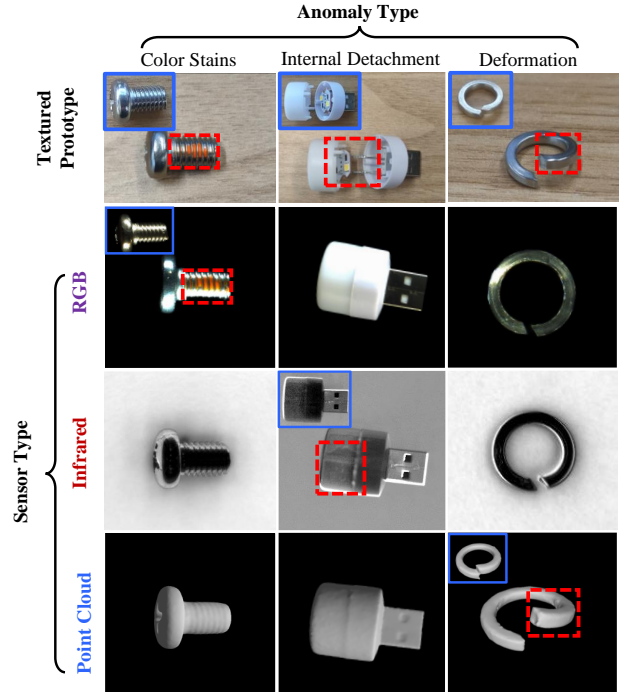 Anomaly Type
Color Stains Internal Detachment Deformation
Textured
Prototype
Sensor Type
RGB
Infrared
Point Cloud